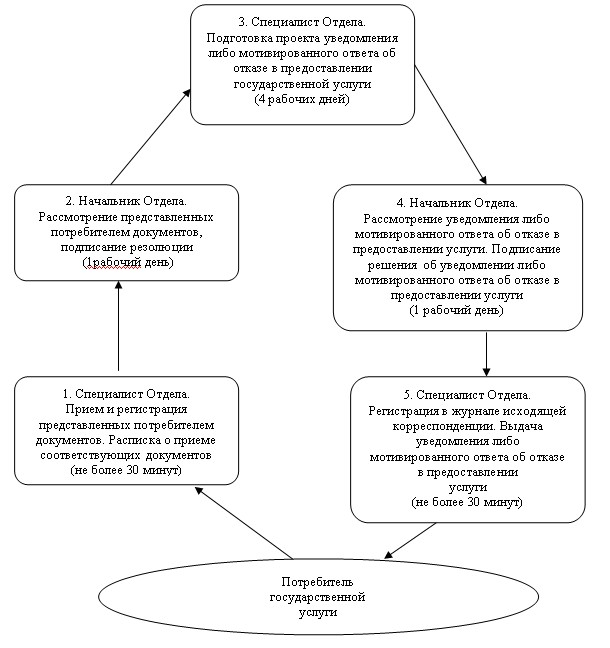 3. Специалист Отдела.
Подготовка проекта уведомления
либо мотивированного ответа об
отказе в предоставлении
государственной услуги
(4 рабочих дней)
2. Начальник Отдела.
Рассмотрение представленных
потребителем документов,
подписание резолюции
(1рабочий день)
4. Начальник Отдела.
Рассмотрение уведомления либо
мотивированного ответа об отказе в
предоставлении услуги. Подписание
решения об уведомлении либо
мотивированного ответа об отказе в
предоставлении услуги
(1 рабочий день)
1. Специалист Отдела.
Прием и регистрация
представленных потребителем
документов. Расписка о приеме
соответствующих документов
(не более 30 минут)
5. Специалист Отдела.
Регистрация в журнале исходящей
корреспонденции. Выдача
уведомления либо
мотивированного ответа об отказе
в предоставлении
услуги
(не более 30 минут)
Потребитель
государственной
услуги